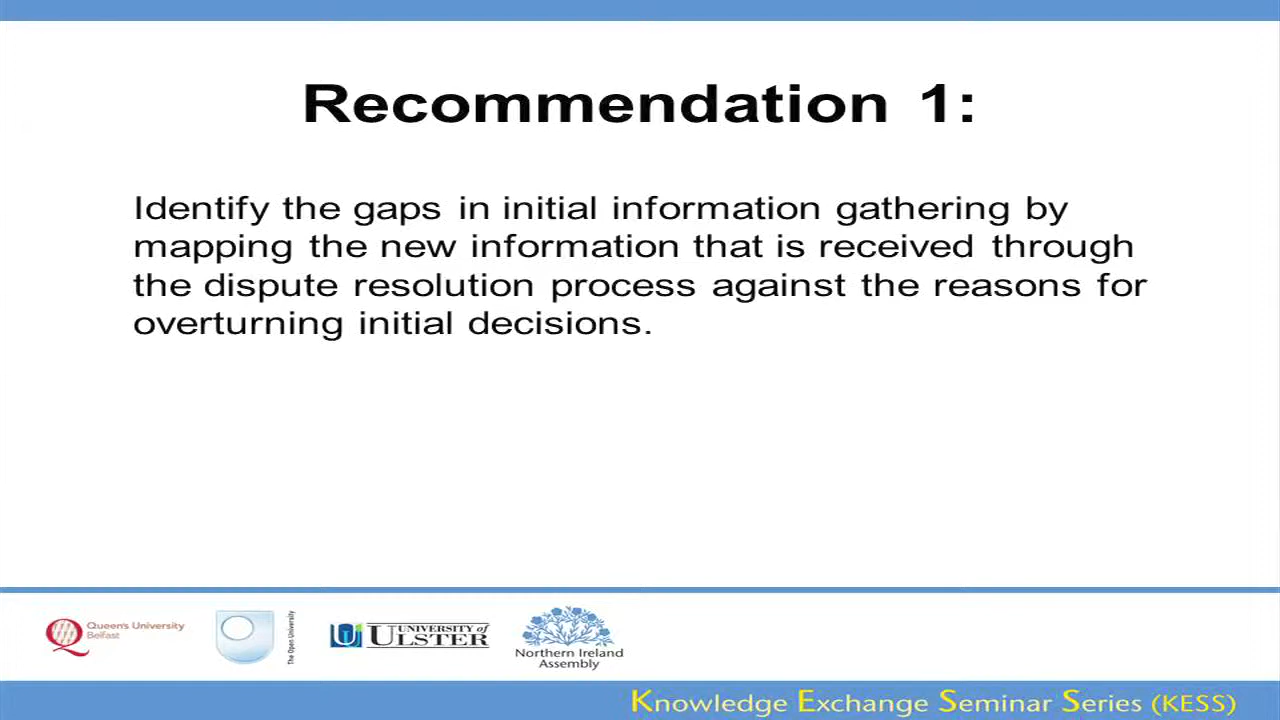 Recommendation 1:
Identify the gaps in initial information gathering by
mapping the new information that is received through
the dispute resolution process against the reasons for
overturning initial decisions.
Queen's University
Belfast
The Open University
UNIVERSITY of
ULSTER
Northern Ireland
Assembly
Knowledge Exchange Seminar Series (KESS)